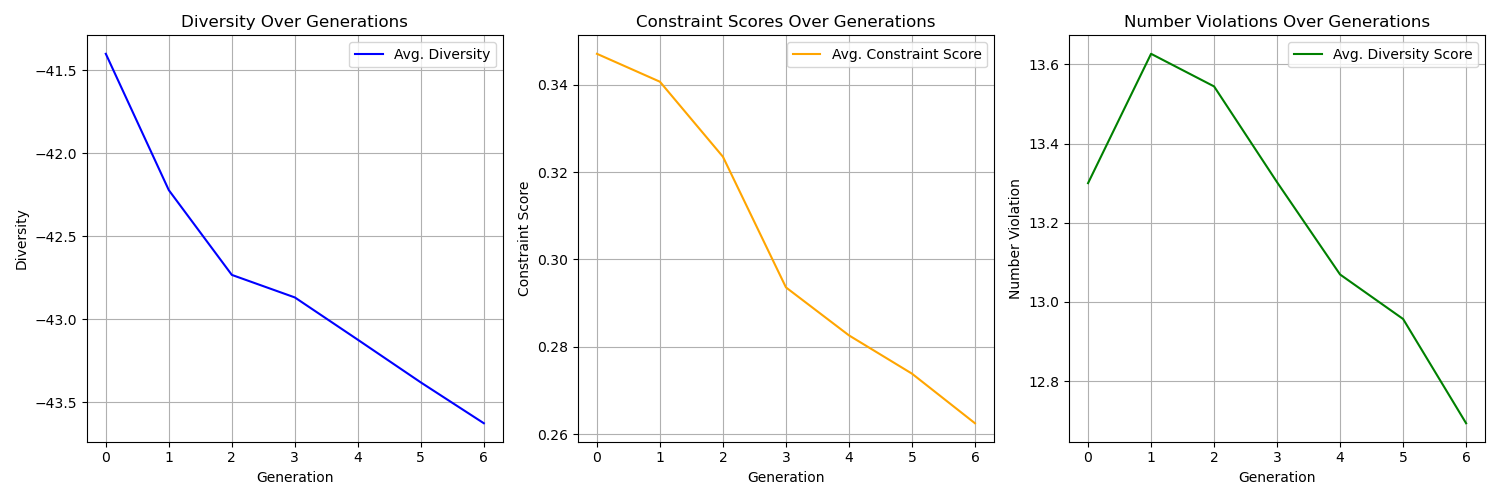 Diversity Over Generations
Avg. Diversity
−41.5
−42.0
−42.5
−43.0
−43.5
Diversity
0 1 2 3 4 5 6
Generation
Constraint Scores Over Generations
Avg. Constraint Score
0.34
0.32
0.30
0.28
0.26
Constraint Score
0 1 2 3 4 5 6
Generation
Number Violations Over Generations
Avg. Diversity Score
13.6
13.4
13.2
13.0
12.8
Number Violation
0 1 2 3 4 5 6
Generation